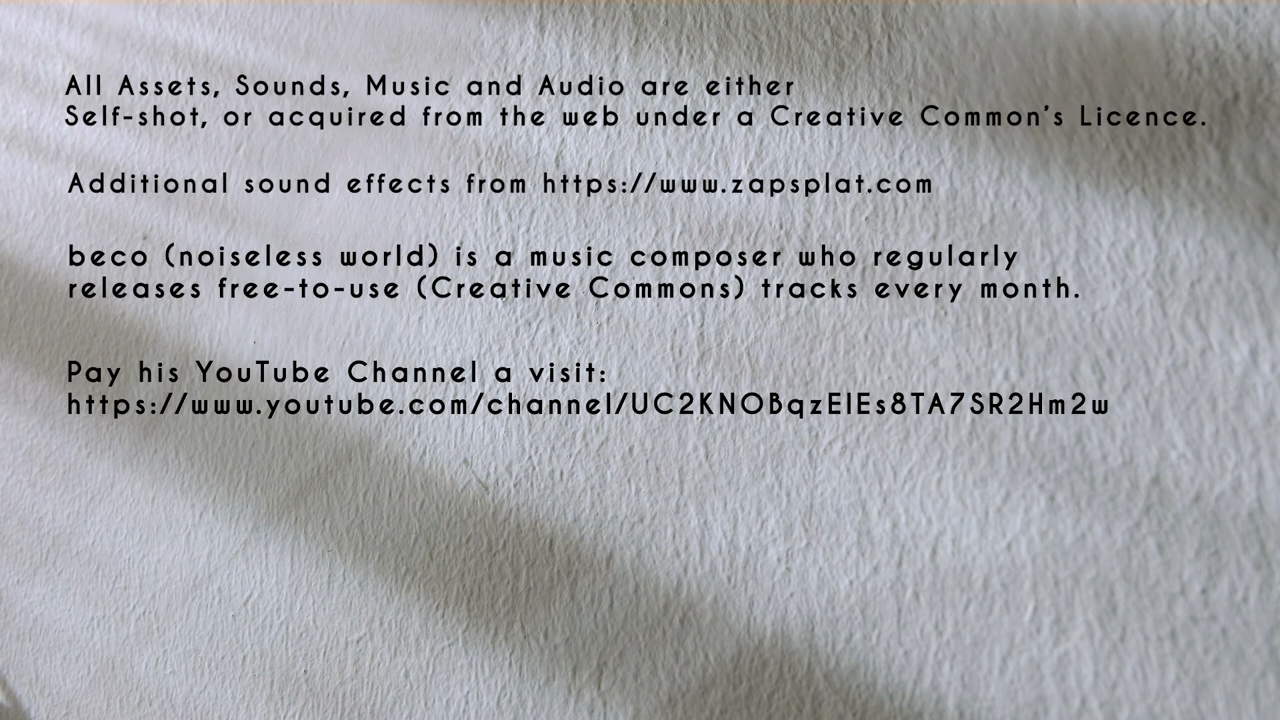 All Assets, Sounds, Music and Audio are either
Self-shot, or acquired from the web under a Creative Common's Licence.
Additional sound effects from https://www.zapsplat.com
beco (noiseless world) is a music composer who regularly
releases free-to-use (Creative Commons) tracks every month.
Pay his YouTube Channel a visit:
https://www.youtube.com/channel/UC2KNOBqzElEs8TA7SR2Hm2w